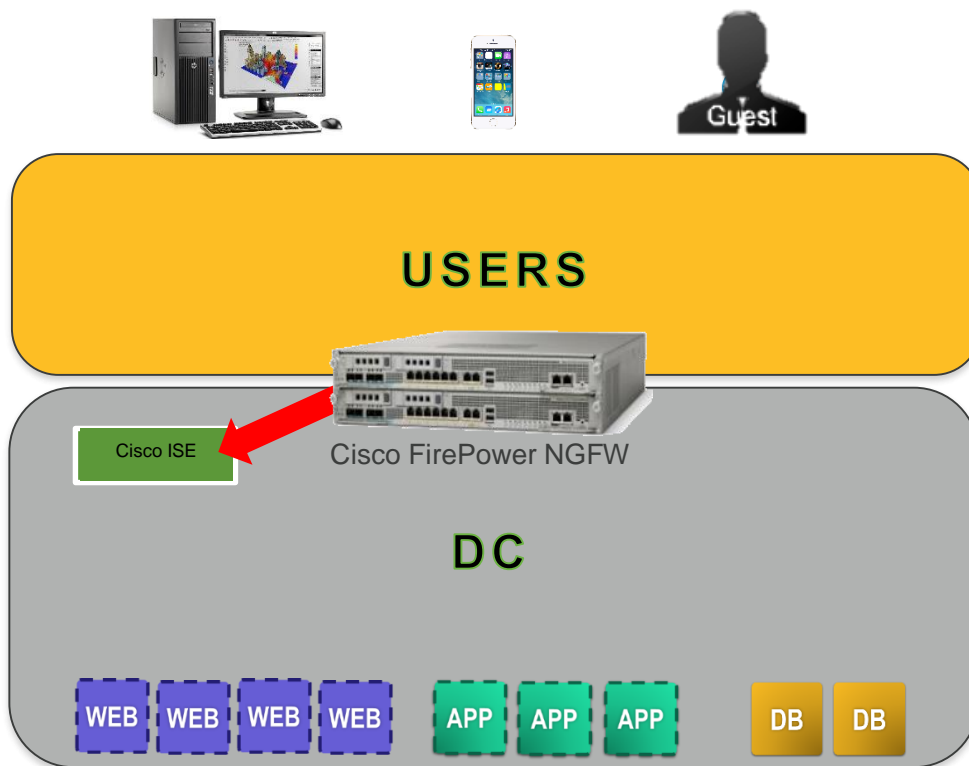 Guest
USERS
Cisco ISE
Cisco FirePower NGFW
DC
WEB WEB WEB WEB APP APP APP DB DB